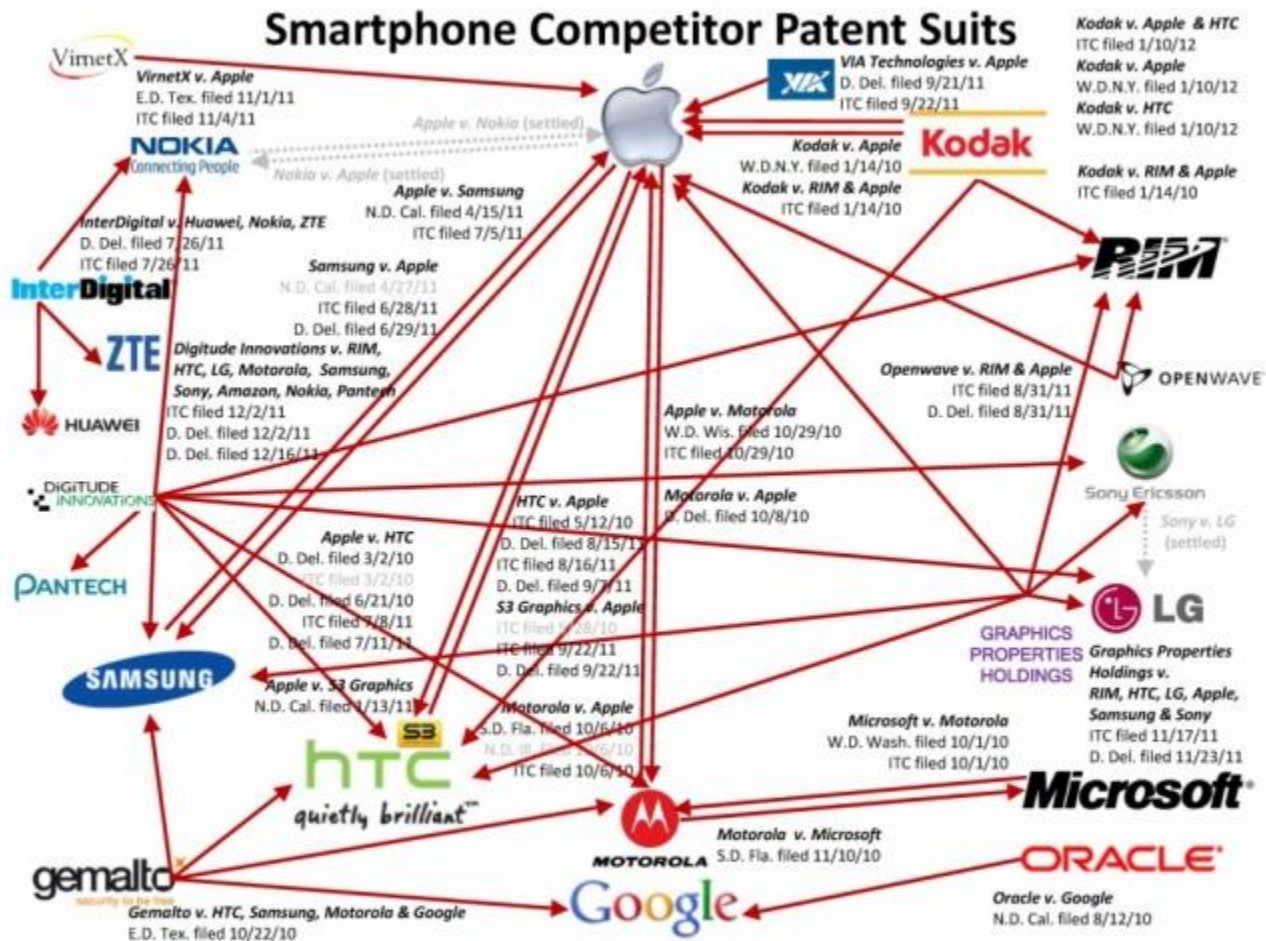 Smartphone Competitor Patent Suits
VirnetX
VirnetX v. Apple
E.D. Tex. filed 11/1/11
ITC filed 11/4/11
NOKIA
Connecting People
Apple v. Nokia (settled)
Nokia v. Apple (settled)
VIA
VIA Technologies v. Apple
D. Del. filed 9/21/11
ITC filed 9/22/11
Kodak v. Apple & HTC
ITC filed 1/10/12
Kodak v. Apple
W.D.N.Y. filed 1/10/12
Kodak v. HTC
W.D.N.Y. filed 1/10/12
Kodak
Kodak v. Apple
W.D.N.Y. filed 1/14/10
Kodak v. RIM & Apple
ITC filed 1/14/10
Kodak v. RIM & Apple
ITC filed 1/14/10
Apple v. Samsung
N.D. Cal. filed 4/15/11
ITC filed 7/5/11
InterDigital v. Huawei, Nokia, ZTE
D. Del. filed 7/26/11
ITC filed 7/26/11
InterDigital
Samsung v. Apple
N.D. Cal. filed 4/27/11
ITC filed 6/28/11
D. Del. filed 6/29/11
RIM
ZTE
HUAWEI
Digitude Innovations v. RIM,
HTC, LG, Motorola, Samsung,
Sony, Amazon, Nokia, Pantech
ITC filed 12/2/11
D. Del. filed 12/2/11
D. Del. filed 12/16/11
Openwave v. RIM & Apple
ITC filed 8/31/11
D. Del. filed 8/31/11
OPENWAVE
Apple v. Motorola
W.D. Wis. filed 10/29/10
ITC filed 10/29/10
DiGiTUDE
INNOVATiONS
Sony Ericsson
Sony v. LG
(settled)
Motorola v. Apple
D. Del. filed 10/8/10
HTC v. Apple
ITC filed 5/12/10
D. Del. filed 8/15/11
ITC filed 8/16/11
D. Del. filed 9/7/11
S3 Graphics v. Apple
ITC filed 5/28/10
ITC filed 9/22/11
D. Del. filed 9/22/11
Apple v. HTC
D. Del. filed 3/2/10
ITC filed 3/2/10
D. Del. filed 6/21/10
ITC filed 7/8/11
D. Del. filed 7/11/11
PANTECH
LG
GRAPHICS
PROPERTIES
HOLDINGS
Graphics Properties
Holdings v.
RIM, HTC, LG, Apple,
Samsung & Sony
ITC filed 11/17/11
D. Del. filed 11/23/11
SAMSUNG
Apple v. S3 Graphics
N.D. Cal. filed 1/13/11
S3
hTC
quietly brilliant™
Motorola v. Apple
S.D. Fla. filed 10/6/10
N.D. Ill. filed 10/6/10
ITC filed 10/6/10
Microsoft v. Motorola
W.D. Wash. filed 10/1/10
ITC filed 10/1/10
Microsoft
MOTOROLA
Motorola v. Microsoft
S.D. Fla. filed 11/10/10
gemalto
security to be free
Gemalto v. HTC, Samsung, Motorola & Google
E.D. Tex. filed 10/22/10
Google
ORACLE
Oracle v. Google
N.D. Cal. filed 8/12/10